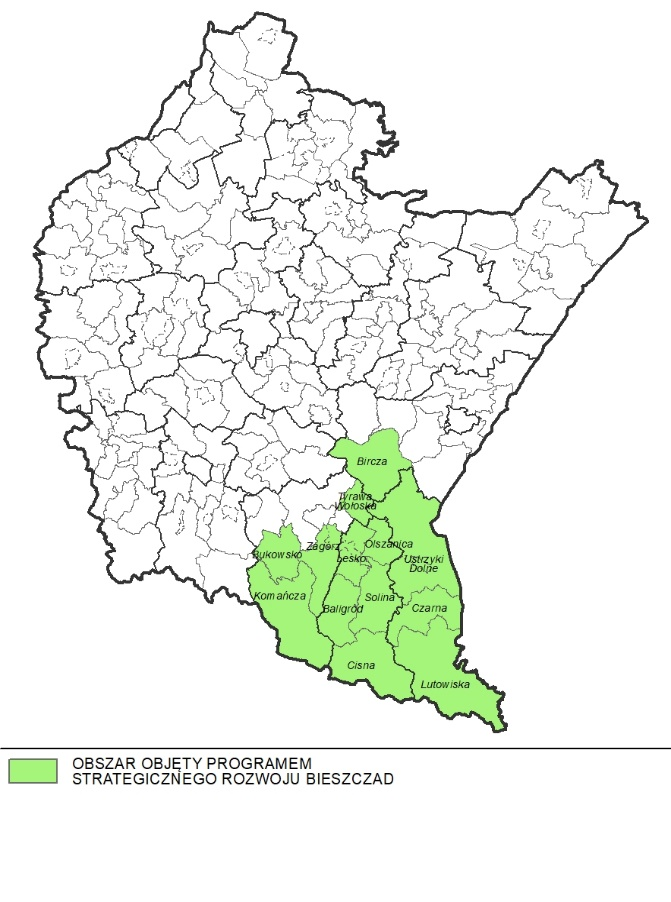 Bircza
Tyrawa
Wołoska
Zagórz
Olszanica
Bukowsko
Lesko
Ustrzyki
Dolne
Komańcza
Solina
Baligród
Czarna
Cisna
Lutowiska
OBSZAR OBJĘTY PROGRAMEM
STRATEGICZNEGO ROZWOJU BIESZCZAD